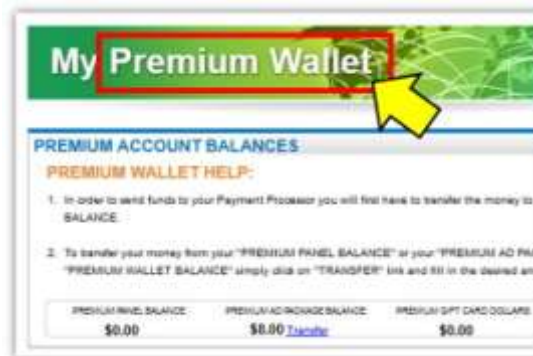 My Premium Wallet
PREMIUM ACCOUNT BALANCES
PREMIUM WALLET HELP:
1. In order to send funds to your Payment Processor you will first have to transfer the money to
BALANCE.
2. To transfer your money from your "PREMIUM PANEL BALANCE" or your "PREMIUM AD PA
"PREMIUM WALLET BALANCE" simply click on "TRANSFER" link and fill in the desired am
PREMIUM PANEL BALANCE PREMIUM AD PACKAGE BALANCE PREMIUM GIFT CARD DOLLARS
$0.00 $8.80 Transfer $0.00